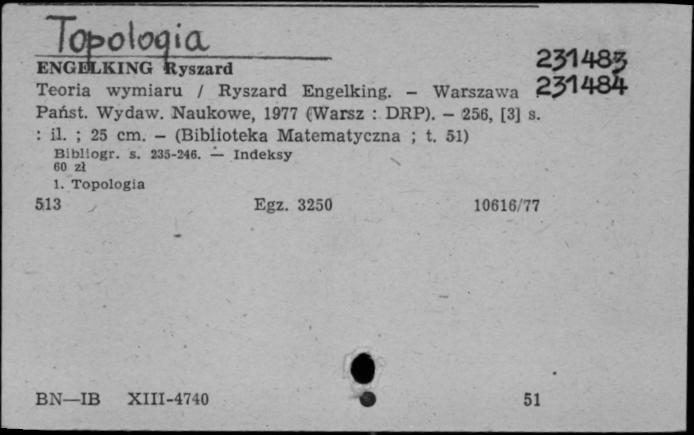 Topologia
ENGELKING Ryszard
231483
Teoria wymiaru / Ryszard Engelking. — Warszawa :
231484
Państ. Wydaw. Naukowe, 1977 (Warsz : DRP). — 256, [3] s.
: il. ; 25 cm. — (Biblioteka Matematyczna ; t. 51)
Bibliogr. s. 235-246. — Indeksy
60 zł
1. Topologia
513 Egz. 3250 10616/77
BN—IB XIII-4740 51